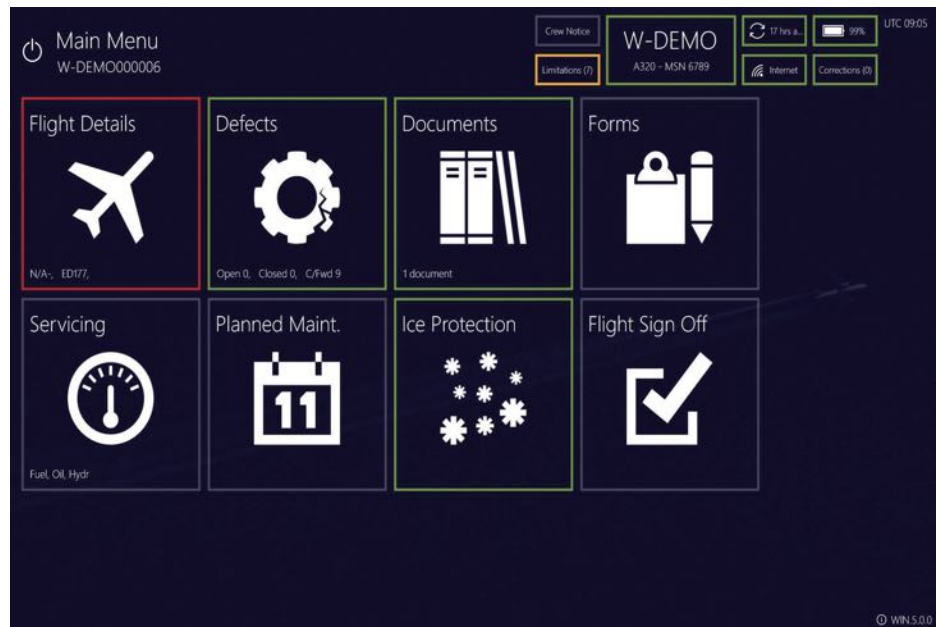 Main Menu
W-DEMO000006
Crew Notice
Limitations (7)
W-DEMO
A320 - MSN 6789
17 hrs a...
Internet
99%
Corrections (0)
UTC 09:05
Flight Details
N/A-, ED177,
Defects
Open 0, Closed 0, C/Fwd 9
Documents
1 document
Forms
Servicing
Fuel, Oil, Hydr
Planned Maint.
11
Ice Protection
Flight Sign Off
WIN.5.0.0